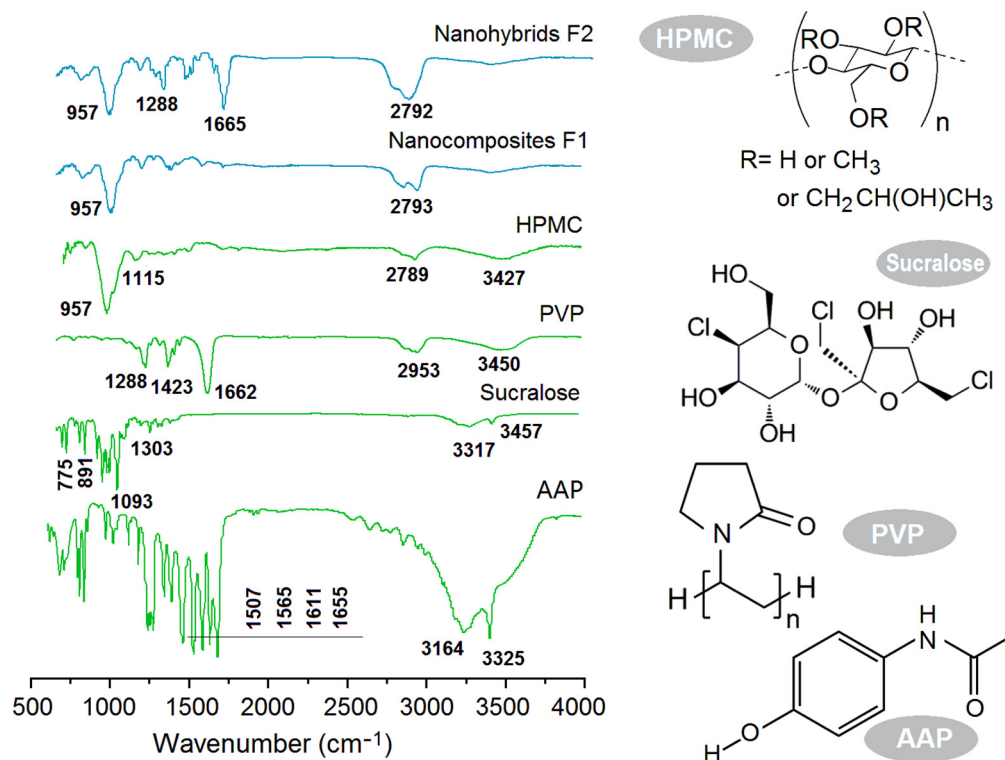 Nanohybrids F2
957
1288
1665
2792
Nanocomposites F1
957
2793
HPMC
957
1115
2789
3427
PVP
1288
1423
1662
2953
3450
Sucralose
775
891
1093
1303
3317
3457
AAP
1507
1565
1611
1655
3164
3325
500 1000 1500 2000 2500 3000 3500 4000
Wavenumber (cm⁻¹)
HPMC
RO
OR
O
O
O
OR
n
R= H or CH₃
or CH₂CH(OH)CH₃
Sucralose
HO
Cl
Cl
OH
HO
OH
O
HO
O
O
Cl
OH
PVP
N
O
H
H
n
AAP
H
N
O
O
H